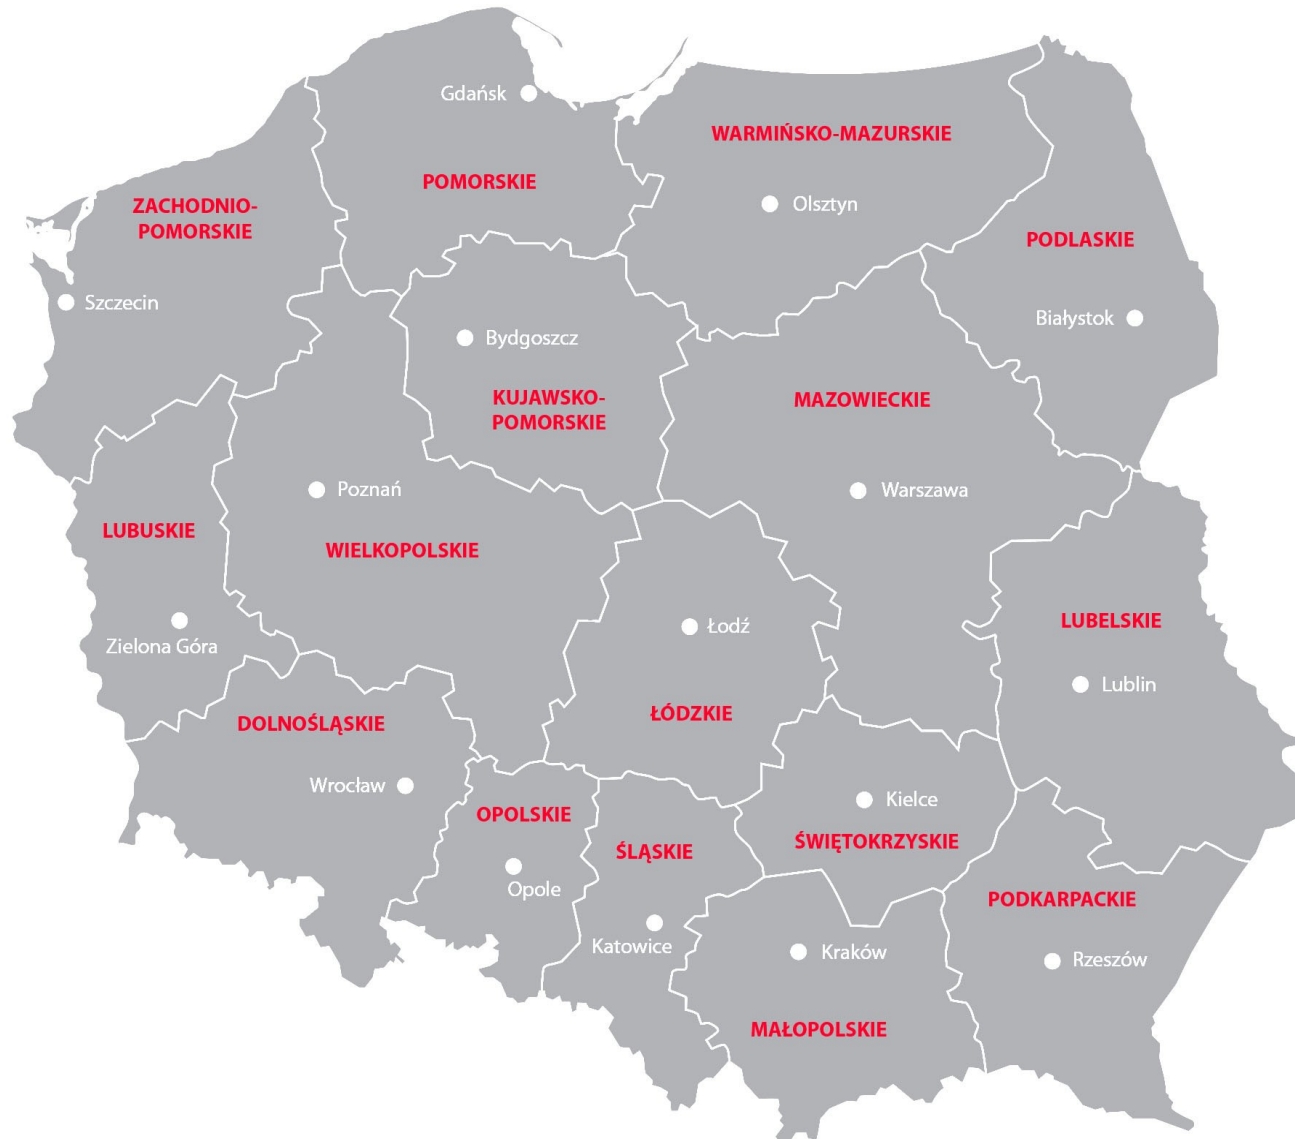 Gdańsk
WARMIŃSKO-MAZURSKIE
POMORSKIE
ZACHODNIO-
POMORSKIE
Olsztyn
PODLASKIE
Szczecin
Białystok
Bydgoszcz
KUJAWSKO-
POMORSKIE
MAZOWIECKIE
Poznań
Warszawa
LUBUSKIE
WIELKOPOLSKIE
Zielona Góra
Łodź
LUBELSKIE
Lublin
DOLNOŚLĄSKIE
ŁÓDZKIE
Wrocław
Kielce
OPOLSKIE
ŚWIĘTOKRZYSKIE
ŚLĄSKIE
Opole
PODKARPACKIE
Katowice
Kraków
Rzeszów
MAŁOPOLSKIE